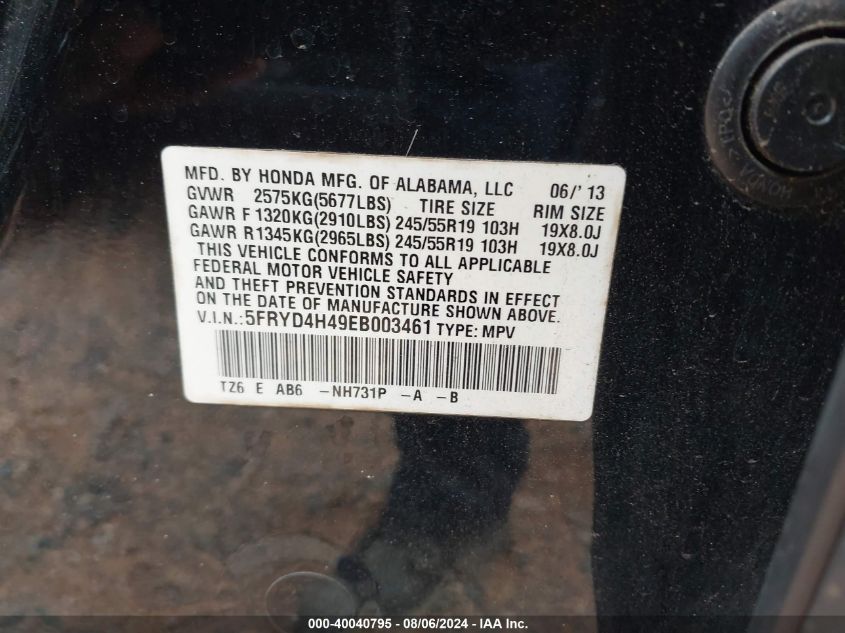 MFD. BY HONDA MFG. OF ALABAMA, LLC 06/' 13
GVWR 2575KG(5677LBS) TIRE SIZE RIM SIZE
GAWR F 1320KG(2910LBS) 245/55R19 103H 19X8.0J
GAWR R1345KG(2965LBS) 245/55R19 103H 19X8.0J
THIS VEHICLE CONFORMS TO ALL APPLICABLE
FEDERAL MOTOR VEHICLE SAFETY
AND THEFT PREVENTION STANDARDS IN EFFECT
ON THE DATE OF MANUFACTURE SHOWN ABOVE.
V.I.N.:5FRYD4H49EB003461 TYPE: MPV
TZ6 E AB6 -NH731P -A -B
HONDA
000-40040795 - 08/06/2024 - IAA Inc.